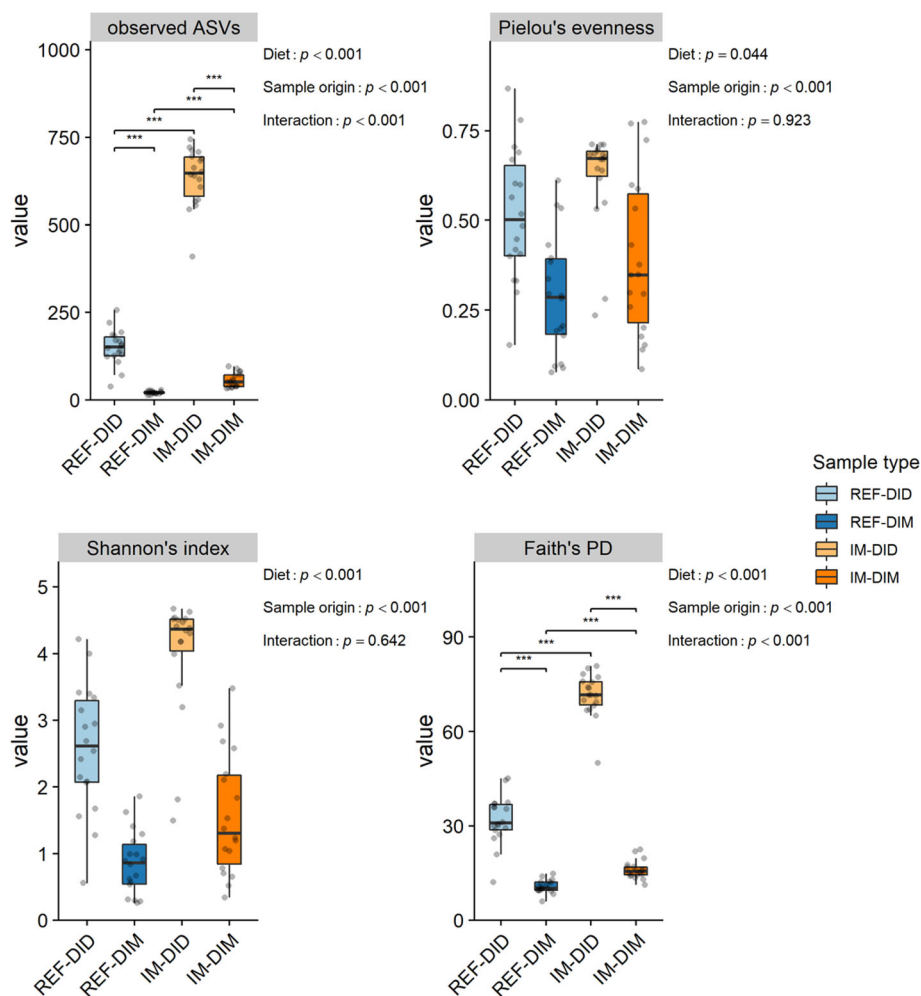 observed ASVs
1000
750
500
250
0
value
***
***
***
***
Diet : p < 0.001
Sample origin : p < 0.001
Interaction : p < 0.001
REF-DID
REF-DIM
IM-DID
IM-DIM
Pielou's evenness
0.75
0.50
0.25
0.00
value
Diet : p = 0.044
Sample origin : p < 0.001
Interaction : p = 0.923
REF-DID
REF-DIM
IM-DID
IM-DIM
Sample type
REF-DID
REF-DIM
IM-DID
IM-DIM
Shannon's index
5
4
3
2
1
0
value
Diet : p < 0.001
Sample origin : p < 0.001
Interaction : p = 0.642
REF-DID
REF-DIM
IM-DID
IM-DIM
Faith's PD
90
60
30
0
value
***
***
***
***
Diet : p < 0.001
Sample origin : p < 0.001
Interaction : p < 0.001
REF-DID
REF-DIM
IM-DID
IM-DIM